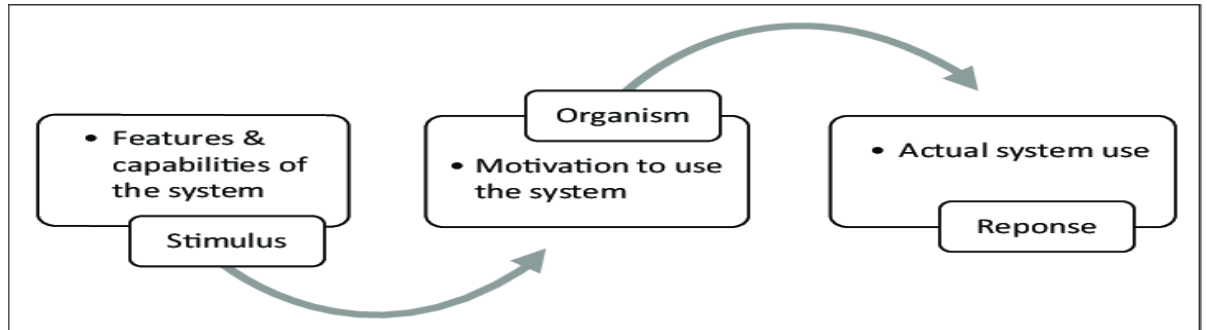 • Features &
capabilities of
the system
Stimulus
Organism
• Motivation to use
the system
• Actual system use
Reponse